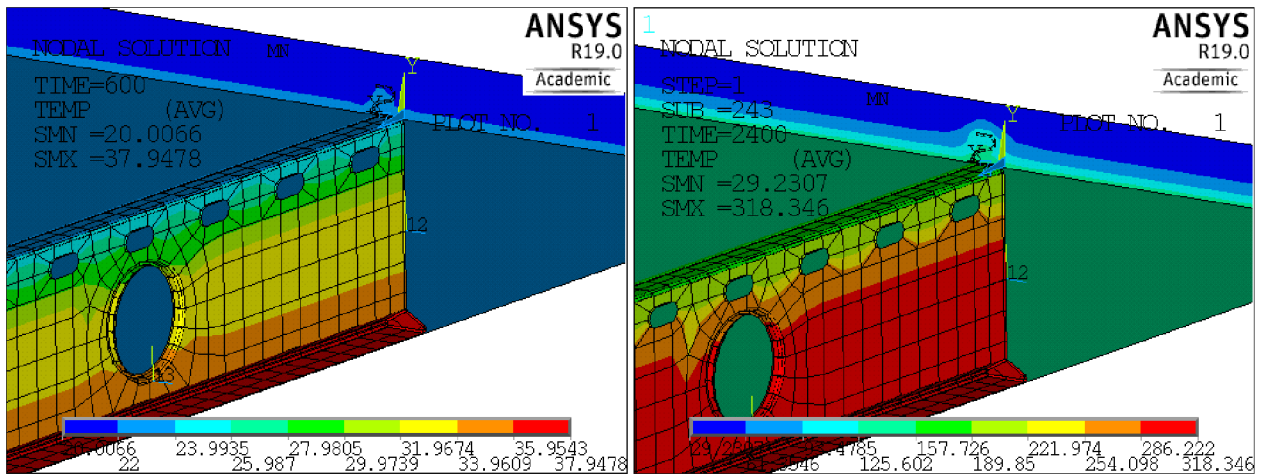 ANSYS
R19.0
Academic
NODAL SOLUTION
MN
TIME=600
TEMP (AVG)
SMN =20.0066
SMX =37.9478
Y
X
PLOT NO. 1
12
13
23.9935 27.9805 31.9674 35.9543
22 25.987 29.9739 33.9609 37.9478
1
ANSYS
R19.0
Academic
NODAL SOLUTION
STEP=1
SUB =243
TIME=2400
TEMP (AVG)
SMN =29.2307
SMX =318.346
MN
Y
X
PLOT NO. 1
12
157.726 221.974 286.222
125.602 189.85 254.098 318.346